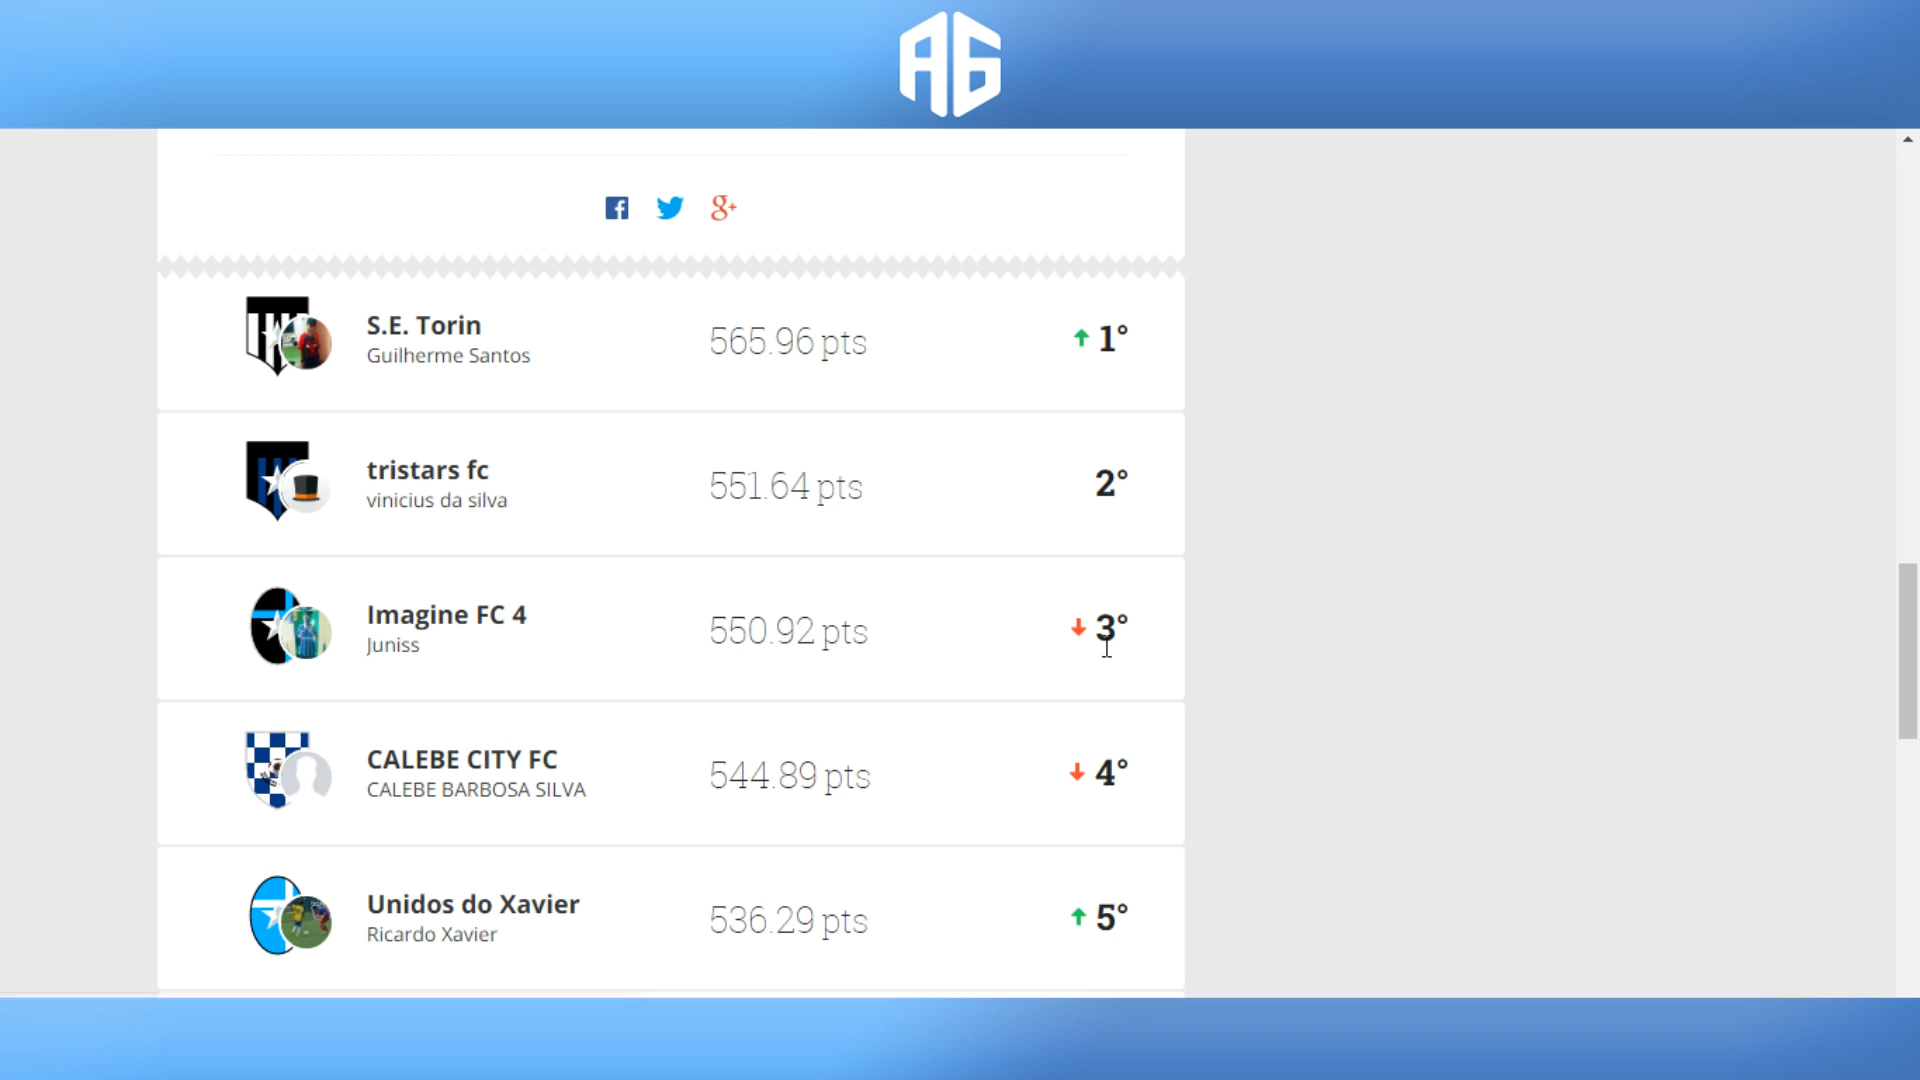 AG
S.E. Torin
Guilherme Santos
565.96 pts
1°
tristars fc
vinicius da silva
551.64 pts
2°
Imagine FC 4
Juniss
550.92 pts
3°
CALEBE CITY FC
CALEBE BARBOSA SILVA
544.89 pts
4°
Unidos do Xavier
Ricardo Xavier
536.29 pts
5°